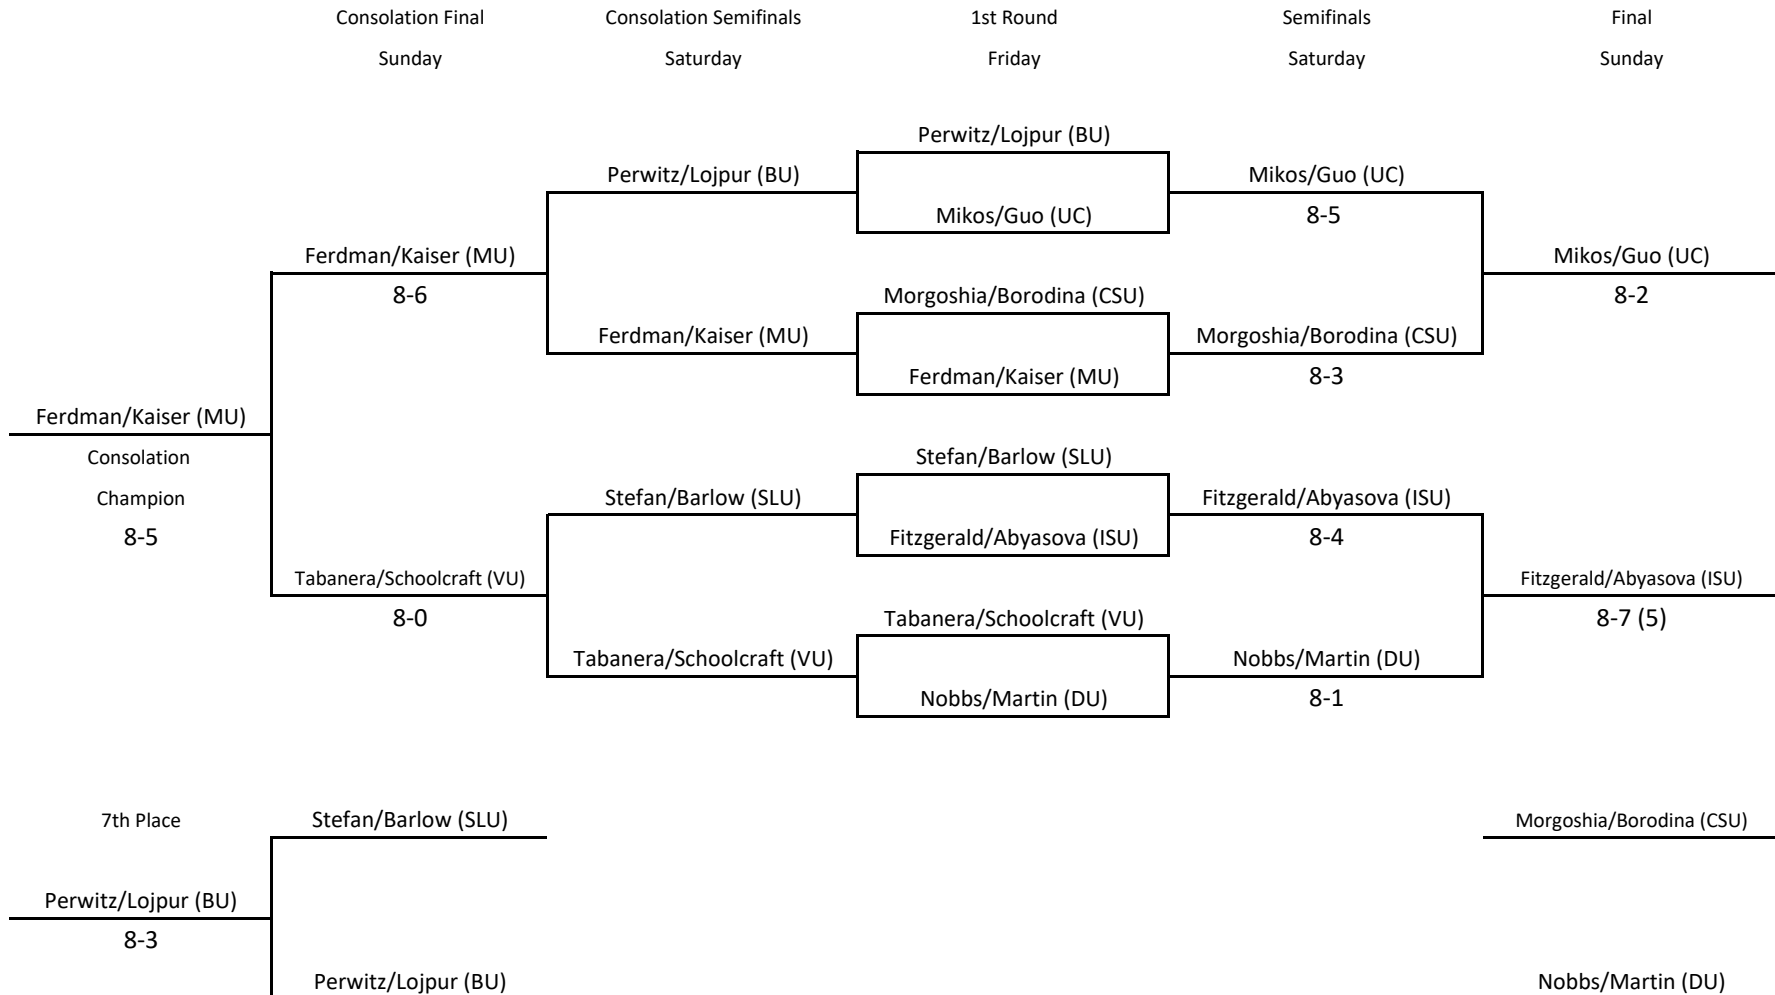 Consolation Final Consolation Semifinals 1st Round Semifinals Final
Sunday Saturday Friday Saturday Sunday
Perwitz/Lojpur (BU)
Perwitz/Lojpur (BU) Mikos/Guo (UC)
Mikos/Guo (UC) 8-5
Ferdman/Kaiser (MU) Mikos/Guo (UC)
8-6 Morgoshia/Borodina (CSU) 8-2
Ferdman/Kaiser (MU) Morgoshia/Borodina (CSU)
Ferdman/Kaiser (MU) 8-3
Ferdman/Kaiser (MU)
Consolation Stefan/Barlow (SLU)
Champion Stefan/Barlow (SLU) Fitzgerald/Abyasova (ISU)
8-5 Fitzgerald/Abyasova (ISU) 8-4
Tabanera/Schoolcraft (VU) Fitzgerald/Abyasova (ISU)
8-0 Tabanera/Schoolcraft (VU) 8-7 (5)
Tabanera/Schoolcraft (VU) Nobbs/Martin (DU)
Nobbs/Martin (DU) 8-1
7th Place Stefan/Barlow (SLU) Morgoshia/Borodina (CSU)
Perwitz/Lojpur (BU)
8-3
Perwitz/Lojpur (BU) Nobbs/Martin (DU)